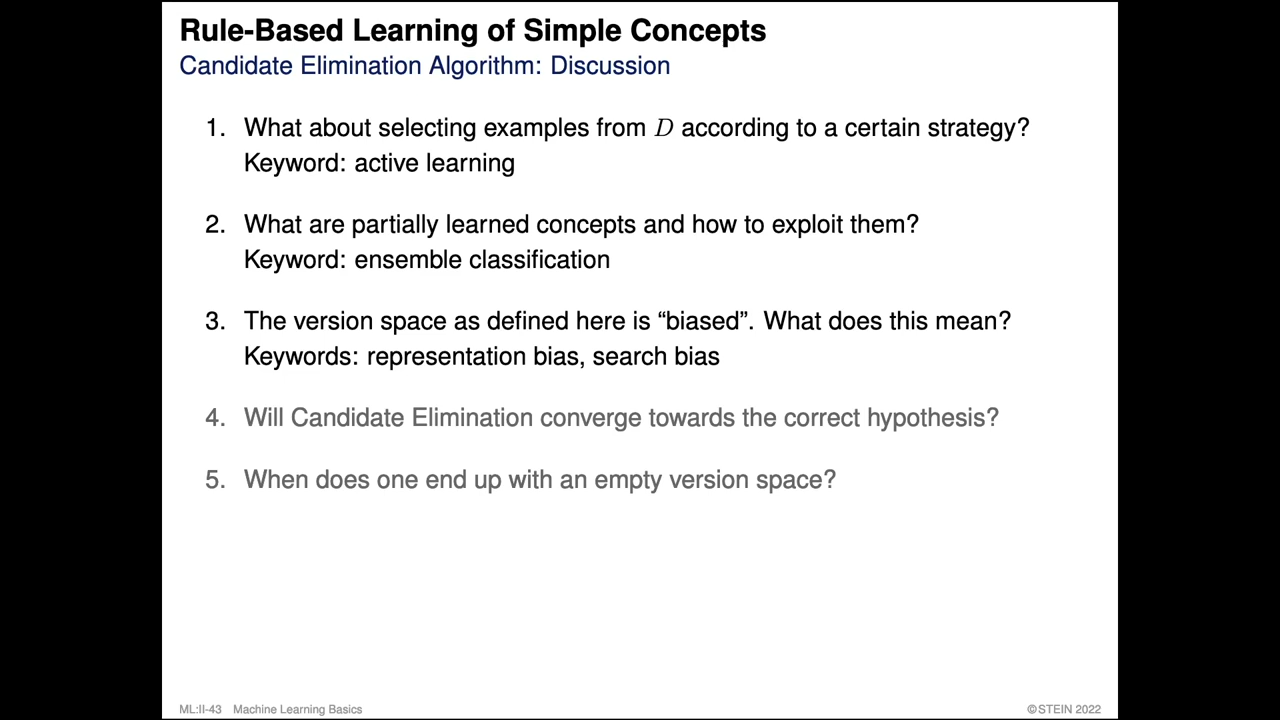 Rule-Based Learning of Simple Concepts
Candidate Elimination Algorithm: Discussion
1. What about selecting examples from D according to a certain strategy?
Keyword: active learning
2. What are partially learned concepts and how to exploit them?
Keyword: ensemble classification
3. The version space as defined here is “biased”. What does this mean?
Keywords: representation bias, search bias
4. Will Candidate Elimination converge towards the correct hypothesis?
5. When does one end up with an empty version space?
ML:II-43 Machine Learning Basics
©STEIN 2022